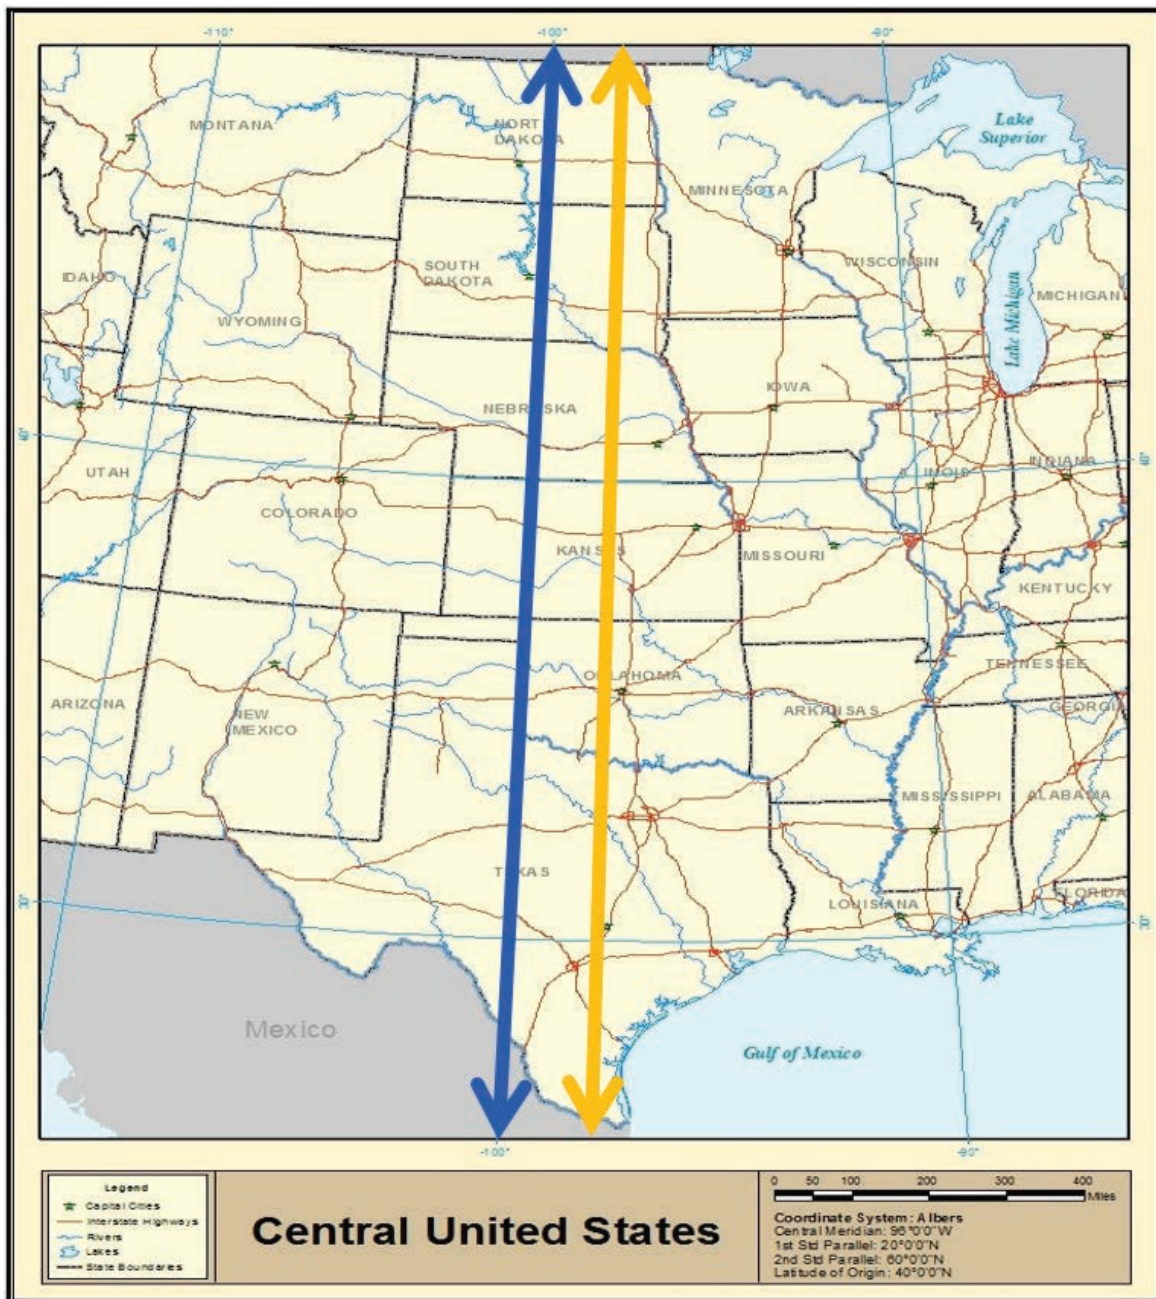 -110°
-100°
-90°
MONTANA
NORTH
DAKOTA
Lake
Superior
MINNESOTA
IDAHO
SOUTH
DAKOTA
WISCONSIN
Lake Michigan
MICHIGAN
WYOMING
IOWA
NEBRASKA
40°
40°
UTAH
COLORADO
ILLINOIS
INDIANA
KANSAS
MISSOURI
KENTUCKY
OKLAHOMA
TENNESSEE
ARIZONA
NEW
MEXICO
ARKANSAS
GEORGIA
MISSISSIPPI
ALABAMA
TEXAS
LOUISIANA
FLORIDA
30°
30°
Mexico
Gulf of Mexico
-100°
-90°
Legend
Capital Cities
Interstate Highways
Rivers
Lakes
State Boundaries
Central United States
0 50 100 200 300 400
Miles
Coordinate System: Albers
Central Meridian: 96°0'0"W
1st Std Parallel: 20°0'0"N
2nd Std Parallel: 60°0'0"N
Latitude of Origin: 40°0'0"N